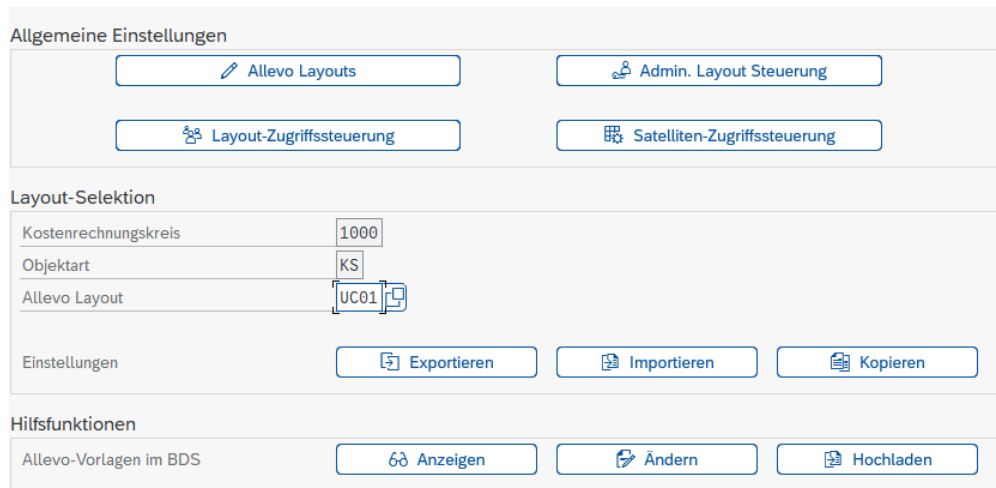 Allgemeine Einstellungen
Allevo Layouts
Admin. Layout Steuerung
Layout-Zugriffssteuerung
Satelliten-Zugriffssteuerung
Layout-Selektion
Kostenrechnungskreis 1000
Objektart KS
Allevo Layout UC01
Einstellungen Exportieren Importieren Kopieren
Hilfsfunktionen
Allevo-Vorlagen im BDS Anzeigen Ändern Hochladen